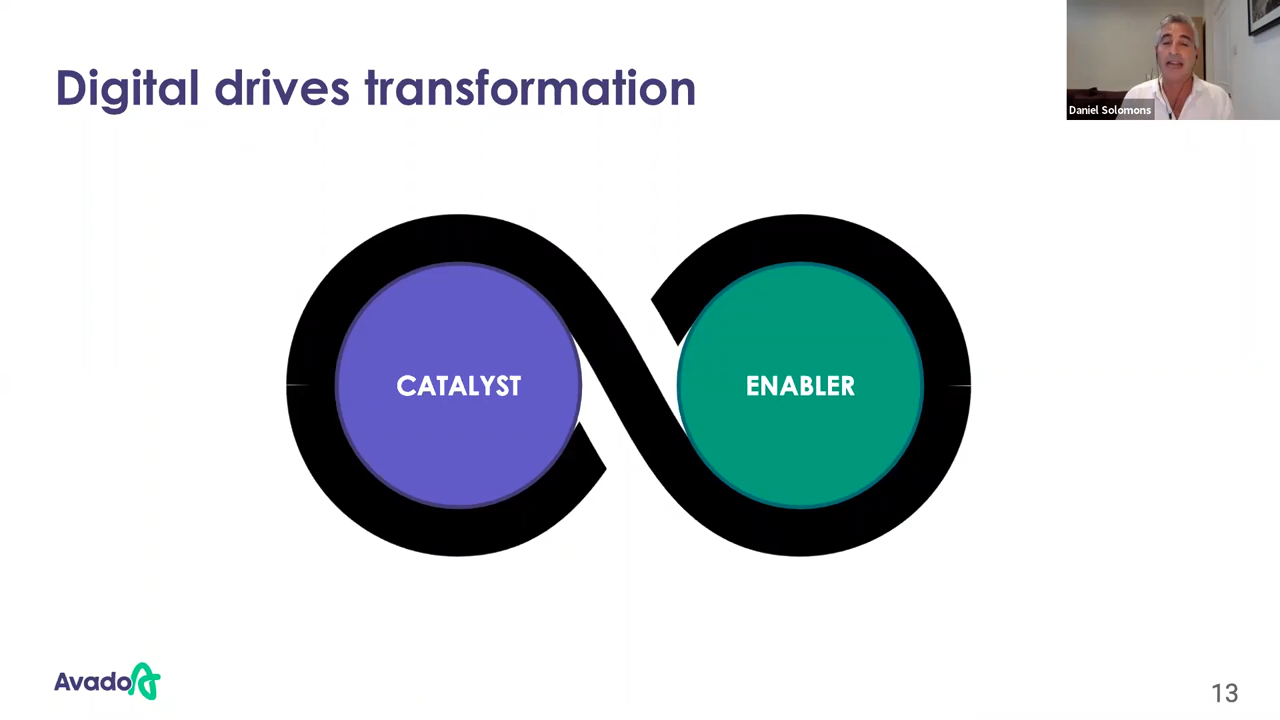 Digital drives transformation
Daniel Solomons
CATALYST
ENABLER
Avado
13